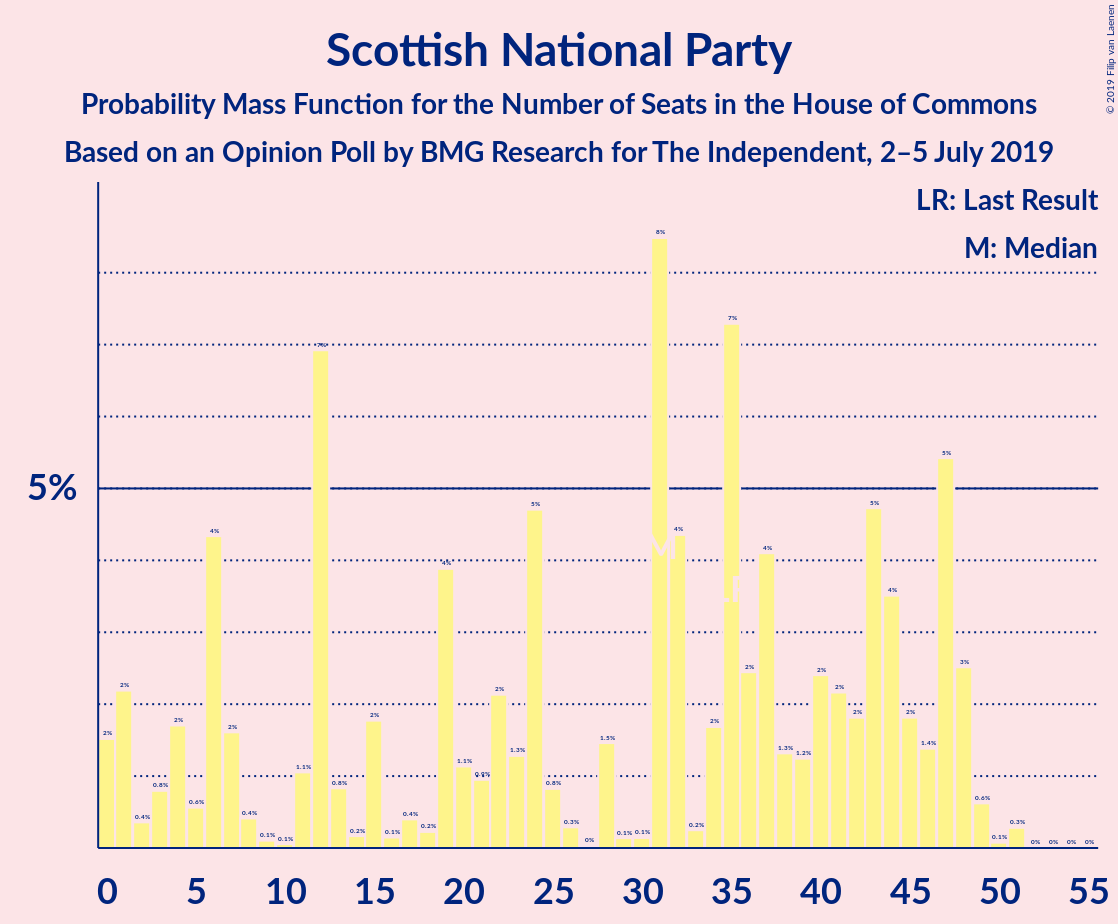 © 2019 Filip van Laenen
Scottish National Party
Probability Mass Function for the Number of Seats in the House of Commons
Based on an Opinion Poll by BMG Research for The Independent, 2–5 July 2019
LR: Last Result
M: Median
5%
2% 2% 0.4% 0.8% 2% 0.6% 4% 2% 0.4% 0.1% 0.1% 1.1% 7% 0.8% 0.2% 2% 0.1% 0.4% 0.2% 4% 1.1% 0.9% 2% 1.3% 5% 0.8% 0.3% 0% 1.5% 0.1% 0.1% 8% 4% 0.2% 2% 7% 2% 4% 1.3% 1.2% 2% 2% 2% 5% 4% 2% 1.4% 5% 3% 0.6% 0.1% 0.3% 0% 0% 0% 0%
M
0 5 10 15 20 25 30 35 40 45 50 55